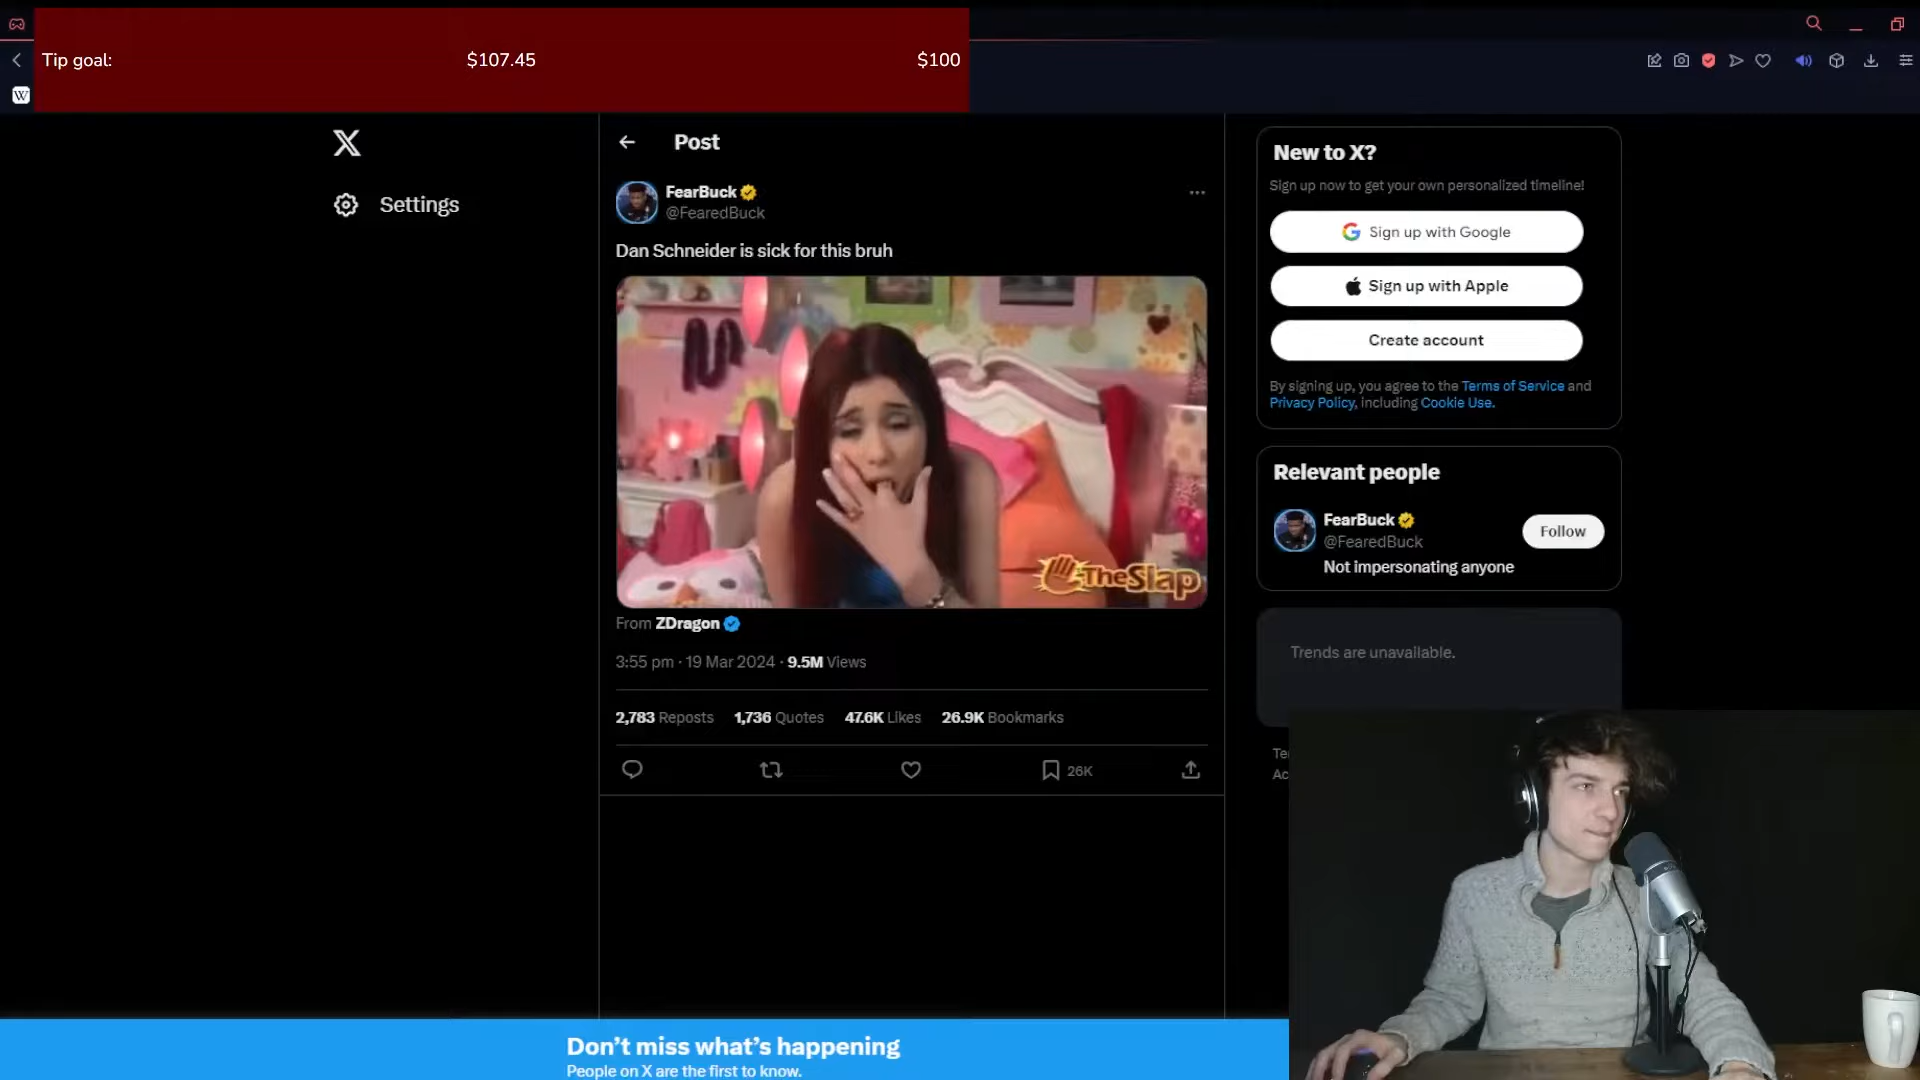 Tip goal: $107.45 $100
W
Post
FearBuck
@FearedBuck
Dan Schneider is sick for this bruh
TheSlap
From ZDragon
3:55 pm · 19 Mar 2024 · 9.5M Views
2,783 Reposts 1,736 Quotes 47.6K Likes 26.9K Bookmarks
26K
X
Settings
New to X?
Sign up now to get your own personalized timeline!
Sign up with Google
Sign up with Apple
Create account
By signing up, you agree to the Terms of Service and
Privacy Policy, including Cookie Use.
Relevant people
FearBuck
@FearedBuck
Follow
Not impersonating anyone
Trends are unavailable.
Don't miss what's happening
People on X are the first to know.